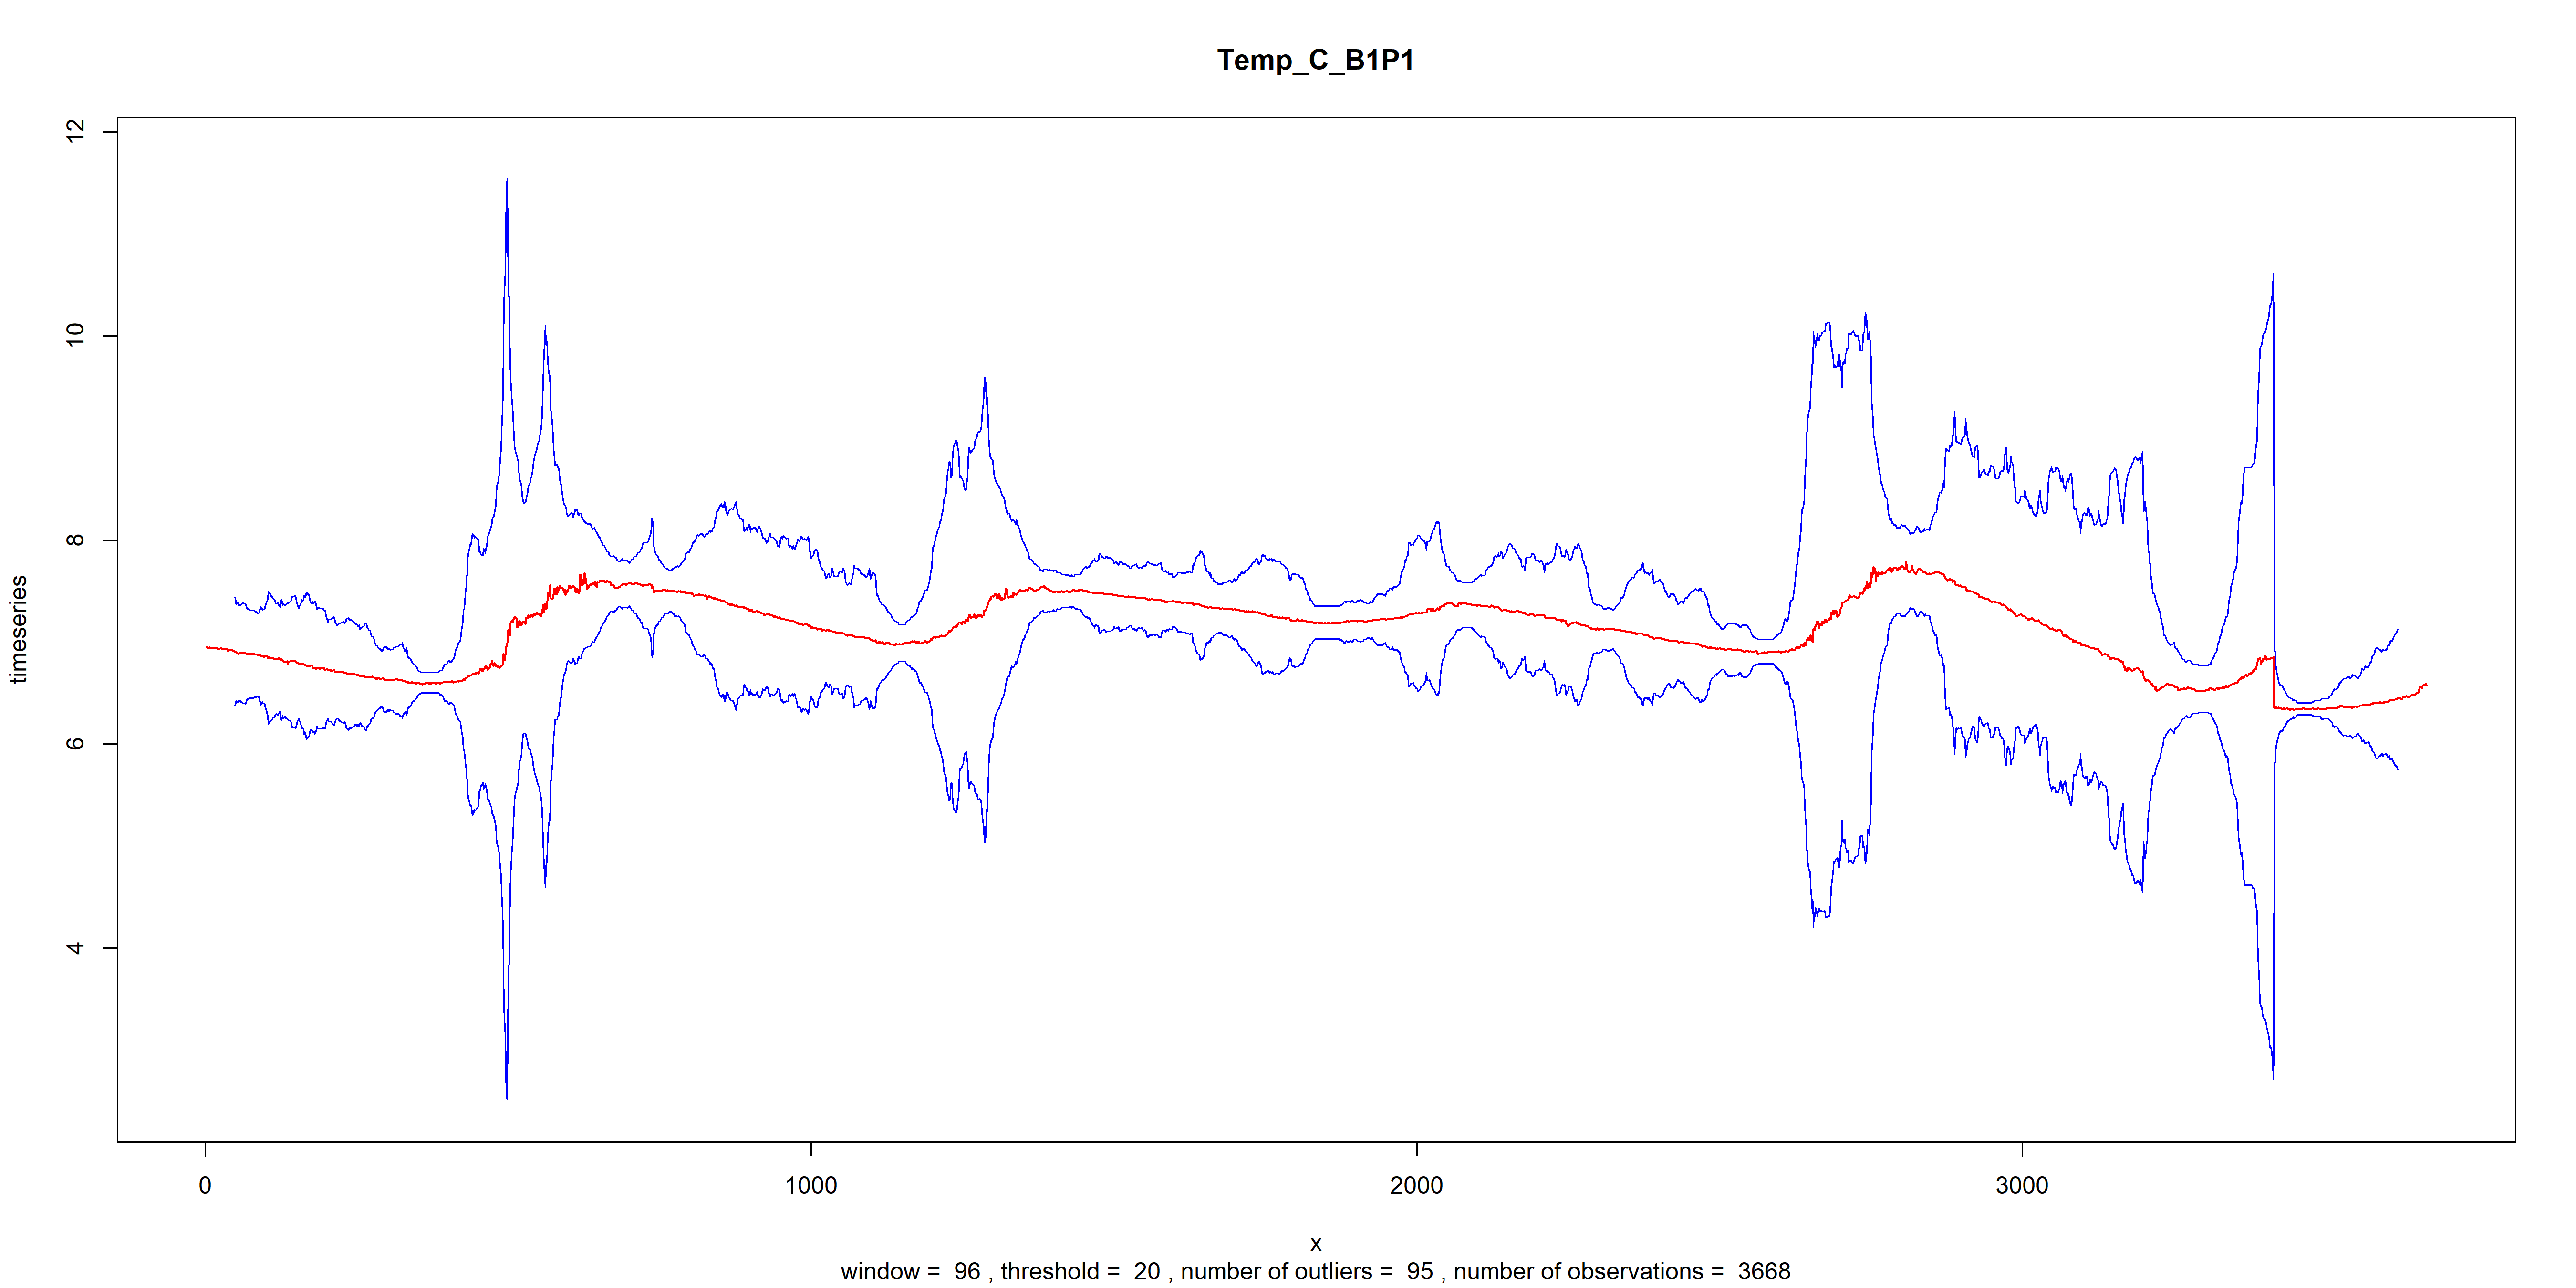 Temp_C_B1P1
timeseries
12
10
8
6
4
0 1000 2000 3000
x
window = 96 , threshold = 20 , number of outliers = 95 , number of observations = 3668